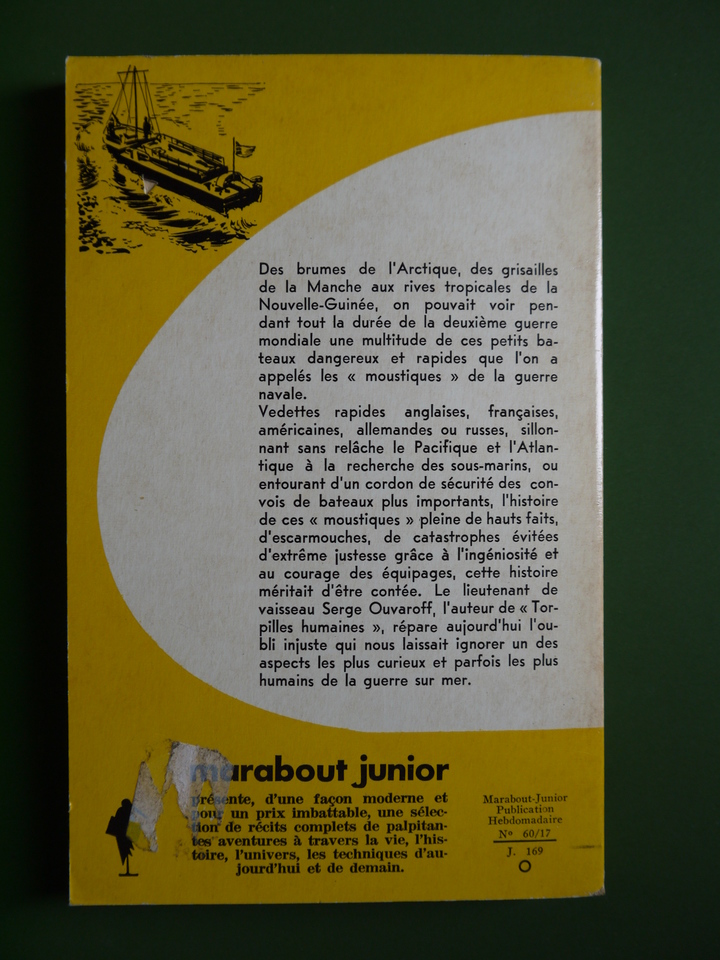 Des brumes de l'Arctique, des grisailles
de la Manche aux rives tropicales de la
Nouvelle-Guinée, on pouvait voir pen-
dant tout la durée de la deuxième guerre
mondiale une multitude de ces petits ba-
teaux dangereux et rapides que l'on a
appelés les « moustiques » de la guerre
navale.
Vedettes rapides anglaises, françaises,
américaines, allemandes ou russes, sillon-
nant sans relâche le Pacifique et l'Atlan-
tique à la recherche des sous-marins, ou
entourant d'un cordon de sécurité des con-
vois de bateaux plus importants, l'histoire
de ces « moustiques » pleine de hauts faits,
d'escarmouches, de catastrophes évitées
d'extrême justesse grâce à l'ingéniosité et
au courage des équipages, cette histoire
méritait d'être contée. Le lieutenant de
vaisseau Serge Ouvaroff, l'auteur de « Tor-
pilles humaines », répare aujourd'hui l'ou-
bli injuste qui nous laissait ignorer un des
aspects les plus curieux et parfois les plus
humains de la guerre sur mer.
marabout junior
présente, d'une façon moderne et
pour un prix imbattable, une sélec-
tion de récits complets de palpitan-
tes aventures à travers la vie, l'his-
toire, l'univers, les techniques d'au-
jourd'hui et de demain.
Marabout-Junior
Publication
Hebdomadaire
N° 60/17
J. 169